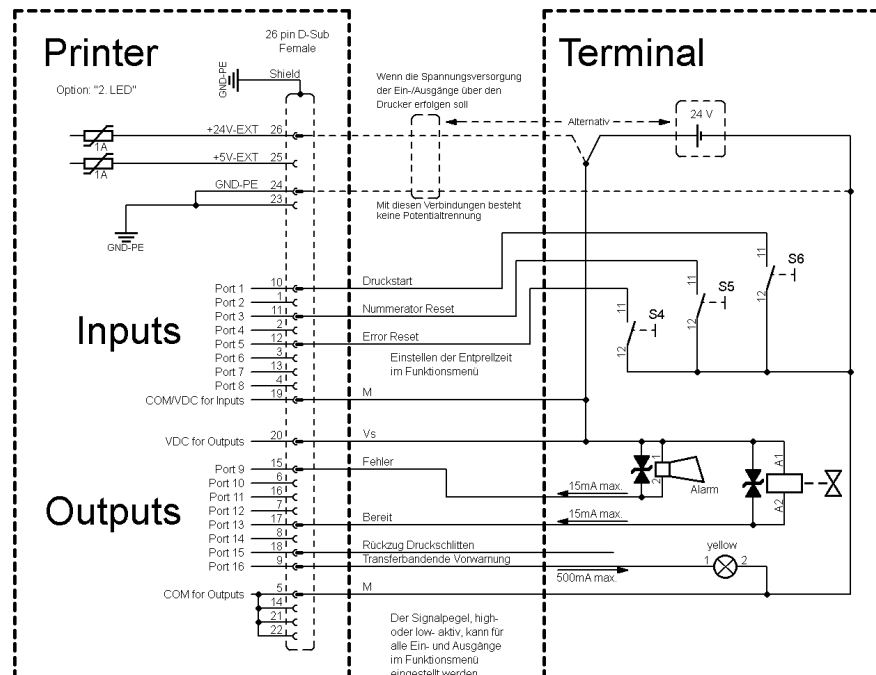 Printer
26 pin D-Sub
Female
Terminal
GND-PE
Shield
Option: "2. LED"
Wenn die Spannungsversorgung
der Ein-/Ausgänge über den
Drucker erfolgen soll
Alternativ
24 V
+24V-EXT 26
1A
+5V-EXT 25
1A
GND-PE 24
23
GND-PE
Mit diesen Verbindungen besteht
keine Potentialtrennung
Inputs
Port 1 10 Druckstart
Port 2 1
Port 3 11 Nummerator Reset
Port 4 2
Port 5 12 Error Reset
Port 6 3
Port 7 13
Port 8 4
COM/VDC for Inputs 19 M
Einstellen der Entprellzeit
im Funktionsmenü
11 S6 12
11 S5 12
11 S4 12
Outputs
VDC for Outputs 20 Vs
Port 9 15 Fehler
Port 10 6
Port 11 16
Port 12 7
Port 13 17 Bereit
Port 14 8
Port 15 18 Rückzug Druckschlitten
Port 16 9 Transferbandende Vorwarnung
COM for Outputs 5 M
14
21
22
15mA max.
1 2
Alarm
A1
A2
15mA max.
yellow
1 2
500mA max.
Der Signalpegel, high-
oder low- aktiv, kann für
alle Ein- und Ausgänge
im Funktionsmenü
eingestellt werden